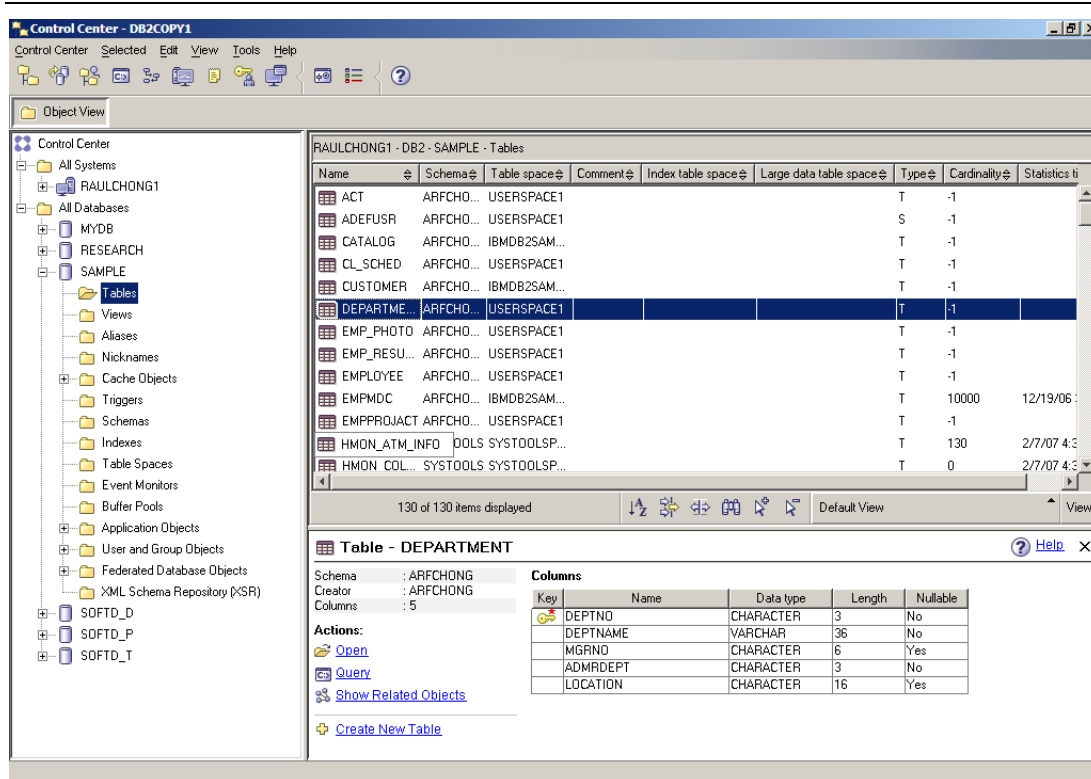 Control Center - DB2COPY1
Control Center Selected Edit View Tools Help
Object View
Control Center
All Systems
RAULCHONG1
All Databases
MYDB
RESEARCH
SAMPLE
Tables
Views
Aliases
Nicknames
Cache Objects
Triggers
Schemas
Indexes
Table Spaces
Event Monitors
Buffer Pools
Application Objects
User and Group Objects
Federated Database Objects
XML Schema Repository (XSR)
SOFTD_D
SOFTD_P
SOFTD_T
RAULCHONG1 - DB2 - SAMPLE - Tables
Name Schema Table space Comment Index table space Large data table space Type Cardinality Statistics ti
ACT ARFCHO... USERSPACE1 T -1
ADEFUSR ARFCHO... USERSPACE1 S -1
CATALOG ARFCHO... IBMDB2SAM... T -1
CL_SCHED ARFCHO... USERSPACE1 T -1
CUSTOMER ARFCHO... IBMDB2SAM... T -1
DEPARTME... ARFCHO... USERSPACE1 T -1
EMP_PHOTO ARFCHO... USERSPACE1 T -1
EMP_RESU... ARFCHO... USERSPACE1 T -1
EMPLOYEE ARFCHO... USERSPACE1 T -1
EMPMDC ARFCHO... IBMDB2SAM... T 10000 12/19/06
EMPPROJACT ARFCHO... USERSPACE1 T -1
HMON_ATM_INFO OOLS SYSTOOLSP... T 130 2/7/07 4:3
HMON_COL... SYSTOOLS SYSTOOLSP... T 0 2/7/07 4:3
130 of 130 items displayed Default View View
Table - DEPARTMENT Help
Schema : ARFCHONG
Creator : ARFCHONG
Columns : 5
Actions:
Open
Query
Show Related Objects
Create New Table
Columns
Key Name Data type Length Nullable
DEPTNO CHARACTER 3 No
DEPTNAME VARCHAR 36 No
MGRNO CHARACTER 6 Yes
ADMRDEPT CHARACTER 3 No
LOCATION CHARACTER 16 Yes